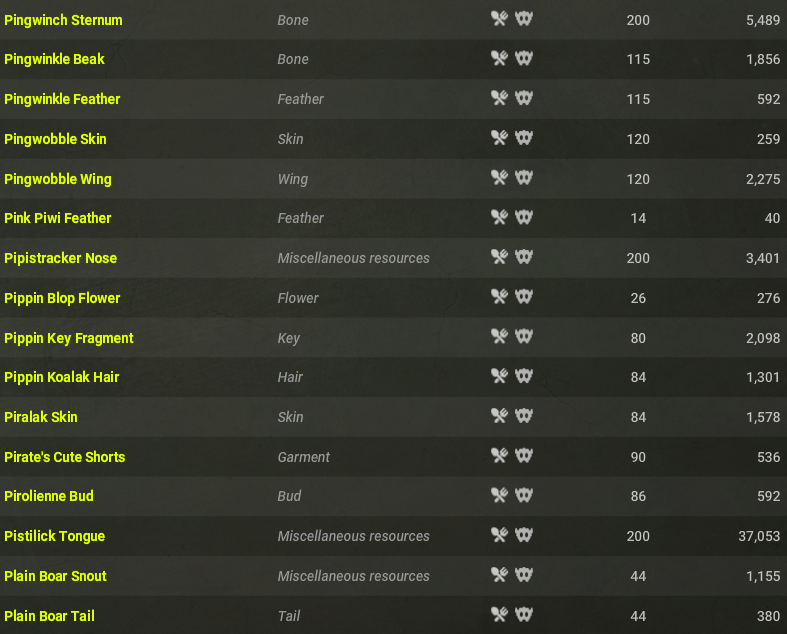 Pingwinch Sternum Bone 200 5,489
Pingwinkle Beak Bone 115 1,856
Pingwinkle Feather Feather 115 592
Pingwobble Skin Skin 120 259
Pingwobble Wing Wing 120 2,275
Pink Piwi Feather Feather 14 40
Pipistracker Nose Miscellaneous resources 200 3,401
Pippin Blop Flower Flower 26 276
Pippin Key Fragment Key 80 2,098
Pippin Koalak Hair Hair 84 1,301
Piralak Skin Skin 84 1,578
Pirate's Cute Shorts Garment 90 536
Pirolienne Bud Bud 86 592
Pistilick Tongue Miscellaneous resources 200 37,053
Plain Boar Snout Miscellaneous resources 44 1,155
Plain Boar Tail Tail 44 380